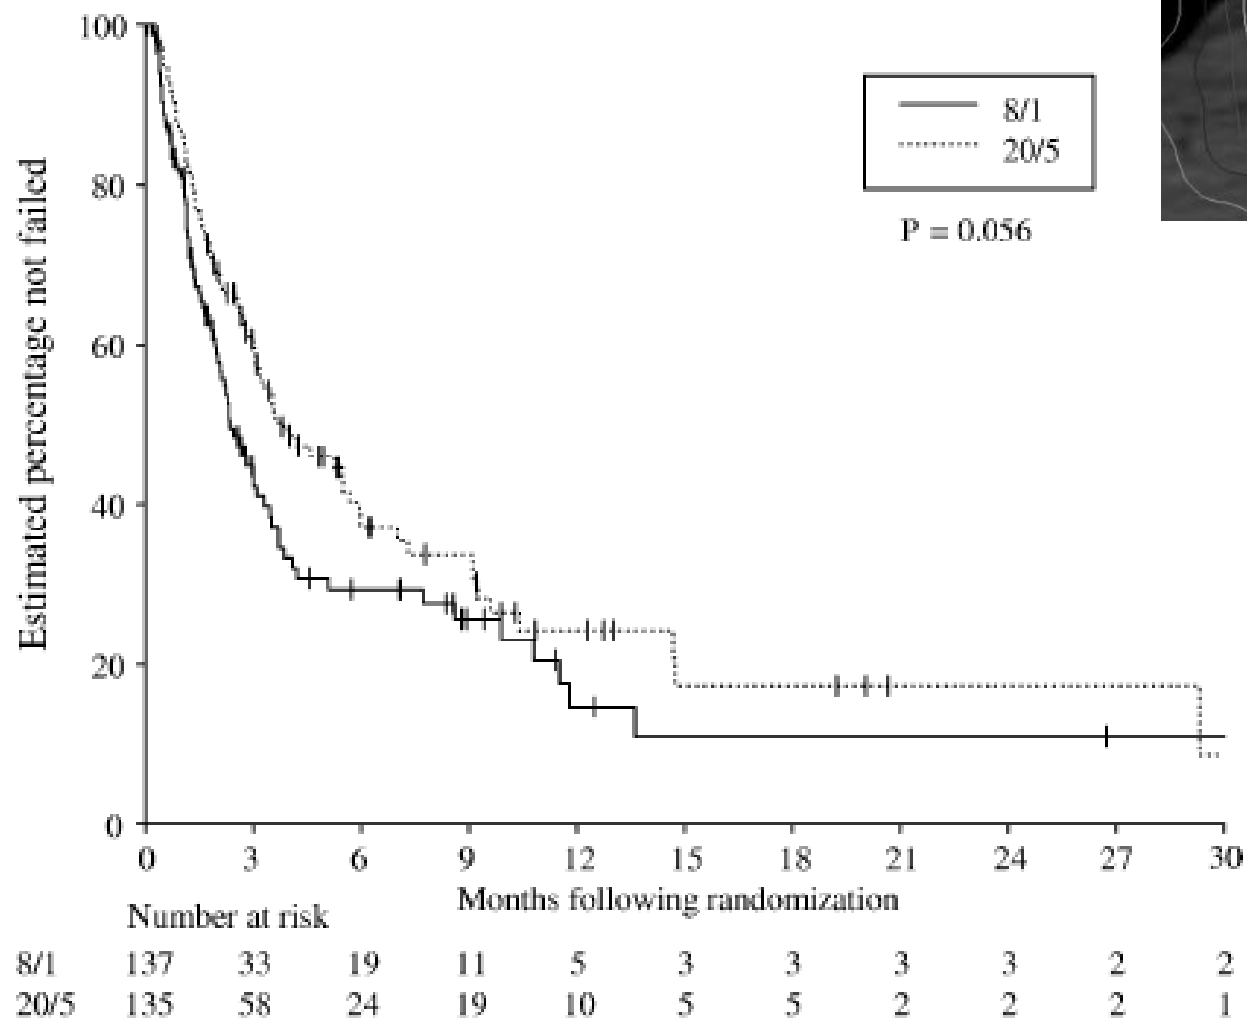 Estimated percentage not failed
100
80
60
40
20
0
8/1
20/5
P = 0.056
0 3 6 9 12 15 18 21 24 27 30
Months following randomization
Number at risk
8/1 137 33 19 11 5 3 3 3 3 2 2
20/5 135 58 24 19 10 5 5 2 2 2 1